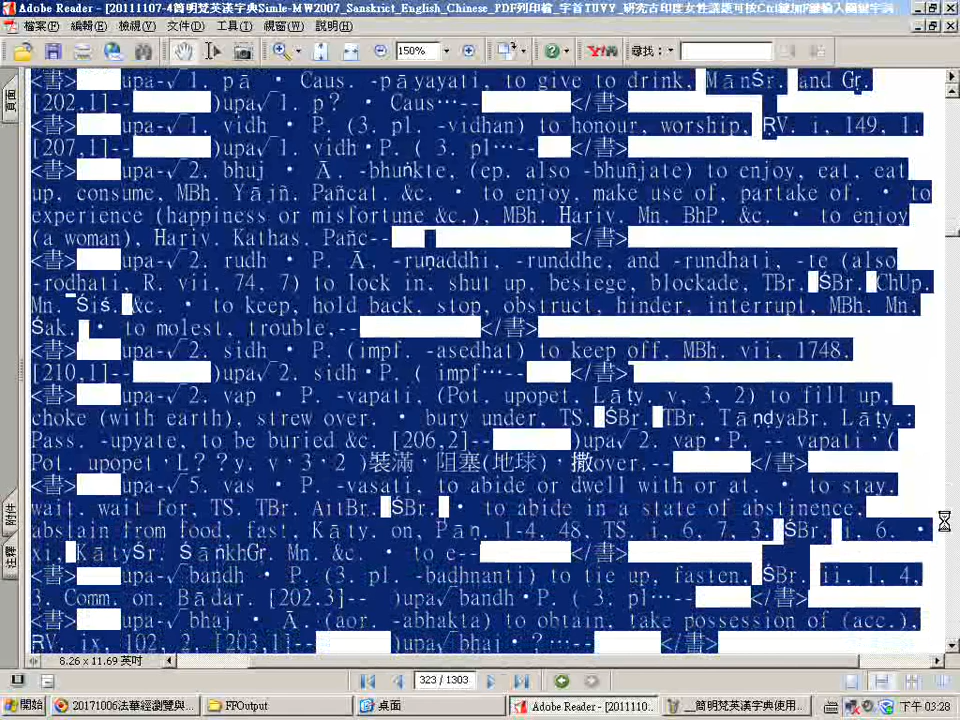 Adobe Reader - [20111107-4簡明梵英漢字典Simle-MW2007_Sanskrict_English_Chinese_PDF列印檔_字首TUVY_研究古印度女性議題可按Ctrl鍵加F鍵輸入關鍵字詞
檔案(F) 編輯(E) 檢視(V) 文件(D) 工具(T) 視窗(W) 說明(H)
150% 尋找：
頁面
<書> upa-√1. pā • Caus. -pāyayati, to give to drink, MānŚr. and Gṛ.
[202,1]-- )upa√1. p? • Caus…-- </書>
<書> upa-√1. vidh • P. (3. pl. -vidhan) to honour, worship, ṚV. i, 149, 1.
[207,1]-- )upa√1. vidh•P. ( 3. pl…-- </書>
<書> upa-√2. bhuj • Ā. -bhuṅkte, (ep. also -bhuñjate) to enjoy, eat, eat
up, consume, MBh. Yājñ. Pañcat. &c. • to enjoy, make use of, partake of. • to
experience (happiness or misfortune &c.), MBh. Hariv. Mn. BhP. &c. • to enjoy
(a woman), Hariv. Kathas. Pañc-- </書>
<書> upa-√2. rudh • P. Ā. -ruṇaddhi, -runddhe, and -rundhati, -te (also
-rodhati, R. vii, 74, 7) to lock in, shut up, besiege, blockade, TBr. ŚBr. ChUp.
Mn. Śiś. &c. • to keep, hold back, stop, obstruct, hinder, interrupt, MBh. Mn.
Śak. • to molest, trouble,-- </書>
<書> upa-√2. sidh • P. (impf. -asedhat) to keep off, MBh. vii, 1748.
[210,1]-- )upa√2. sidh•P. ( impf…-- </書>
<書> upa-√2. vap • P. -vapati, (Pot. upopet, Lāṭy. v, 3, 2) to fill up,
choke (with earth), strew over. • bury under, TS. ŚBr. TBr. TāṇḍyaBr. Lāṭy.:
Pass. -upyate, to be buried &c. [206,2]-- )upa√2. vap•P. -- vapati，(
Pot. upopet，L？？y. v，3，2 )裝滿，阻塞(地球)，撒over.-- </書>
<書> upa-√5. vas • P. -vasati, to abide or dwell with or at. • to stay,
wait, wait for, TS. TBr. AitBr. ŚBr. • to abide in a state of abstinence,
abstain from food, fast, Kāty. on, Pāṇ. -4, 48, TS. i, 6, 7, 3. ŚBr. i, 6. •
xi, KātyŚr. ŚāṅkhGṛ. Mn. &c. • to e-- </書>
<書> upa-√bandh • P. (3. pl. -badhnanti) to tie up, fasten, ŚBr. ii, 1, 4,
3. Comm. on. Bādar. [202,3]-- )upa√bandh•P. ( 3. pl…-- </書>
<書> upa-√bhaj • Ā. (aor. -abhakta) to obtain, take possession of (acc.),
ṚV. ix, 102, 2. [203,1]-- )upa√bhaj•?…-- </書>
附件
注釋
8.26 x 11.69 英吋
323 / 1303
開始 20171006法華經瀏覽與... FFOutput 桌面 Adobe Reader - [2011110... __簡明梵英漢字典使用... 下午 03:28